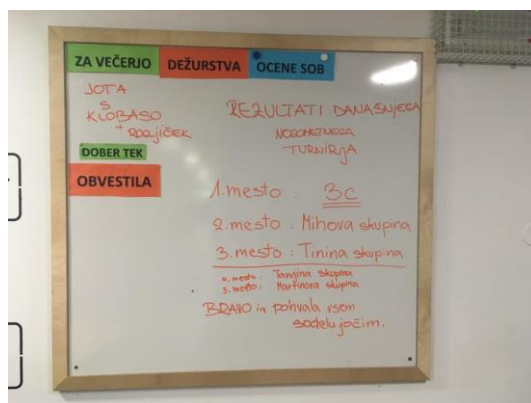 ZA VEČERJO
DEŽURSTVA
OCENE SOB
JOTA
S
KLOBASO
+ ROGLJIČEK
DOBER TEK
OBVESTILA
REZULTATI DANAŠNJEGA
NOGOMETNEGA
TURNIRJA
1. mesto : 3c
2. mesto : Mihova skupina
3. mesto : Tinina skupina
4. mesto : Tanjina skupina
5. mesto : Martinova skupina
BRAVO in pohvala vsem
sodelujočim.